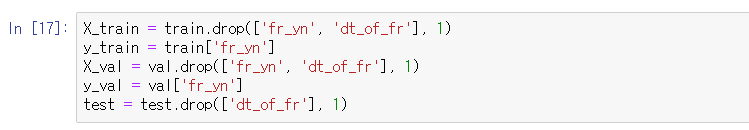 In [17]:
X_train = train.drop(['fr_yn', 'dt_of_fr'], 1)
y_train = train['fr_yn']
X_val = val.drop(['fr_yn', 'dt_of_fr'], 1)
y_val = val['fr_yn']
test = test.drop(['dt_of_fr'], 1)